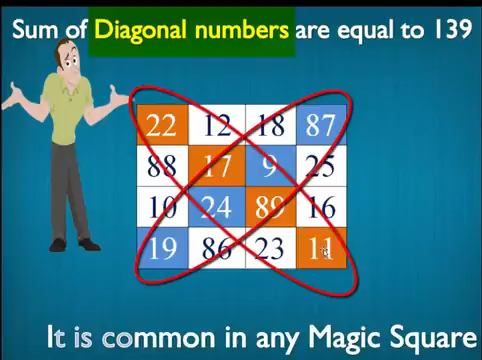 Sum of Diagonal numbers are equal to 139
22 12 18 87
88 17 9 25
10 24 89 16
19 86 23 11
It is common in any Magic Square